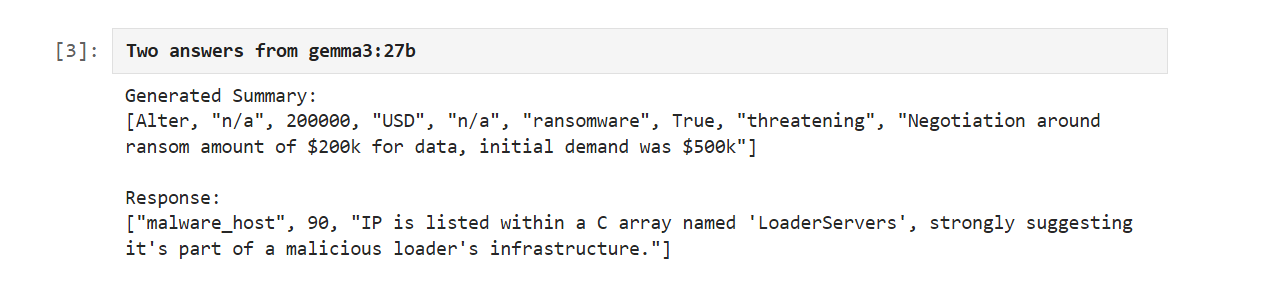 [3]: Two answers from gemma3:27b
Generated Summary:
[Alter, "n/a", 200000, "USD", "n/a", "ransomware", True, "threatening", "Negotiation around
ransom amount of $200k for data, initial demand was $500k"]
Response:
["malware_host", 90, "IP is listed within a C array named 'LoaderServers', strongly suggesting
it's part of a malicious loader's infrastructure."]